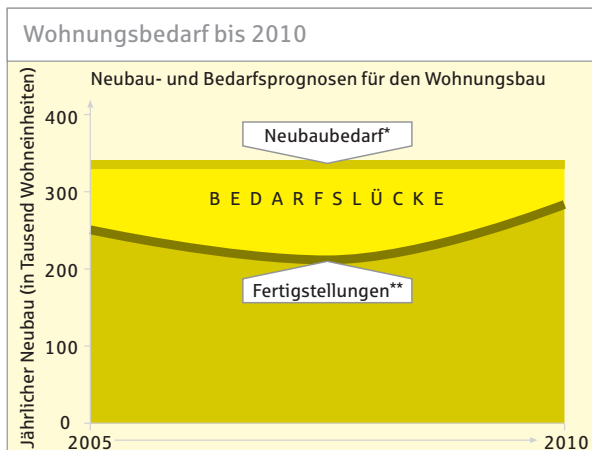 Wohnungsbedarf bis 2010
Neubau- und Bedarfsprognosen für den Wohnungsbau
Jährlicher Neubau (in Tausend Wohneinheiten)
400
Neubaubedarf*
300
BEDARFSLÜCKE
200
Fertigstellungen**
100
0
2005
2010